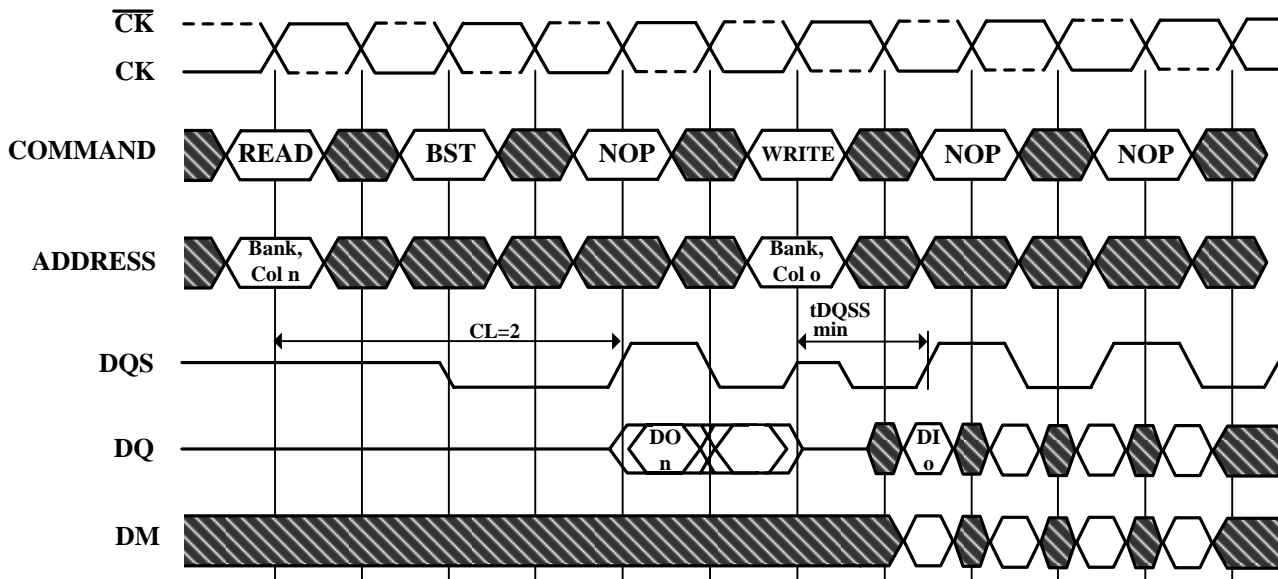 CK
CK
COMMAND
READ
BST
NOP
WRITE
NOP
NOP
ADDRESS
Bank,
Col n
Bank,
Col o
CL=2
tDQSS
min
DQS
DQ
DO
n
DI
o
DM